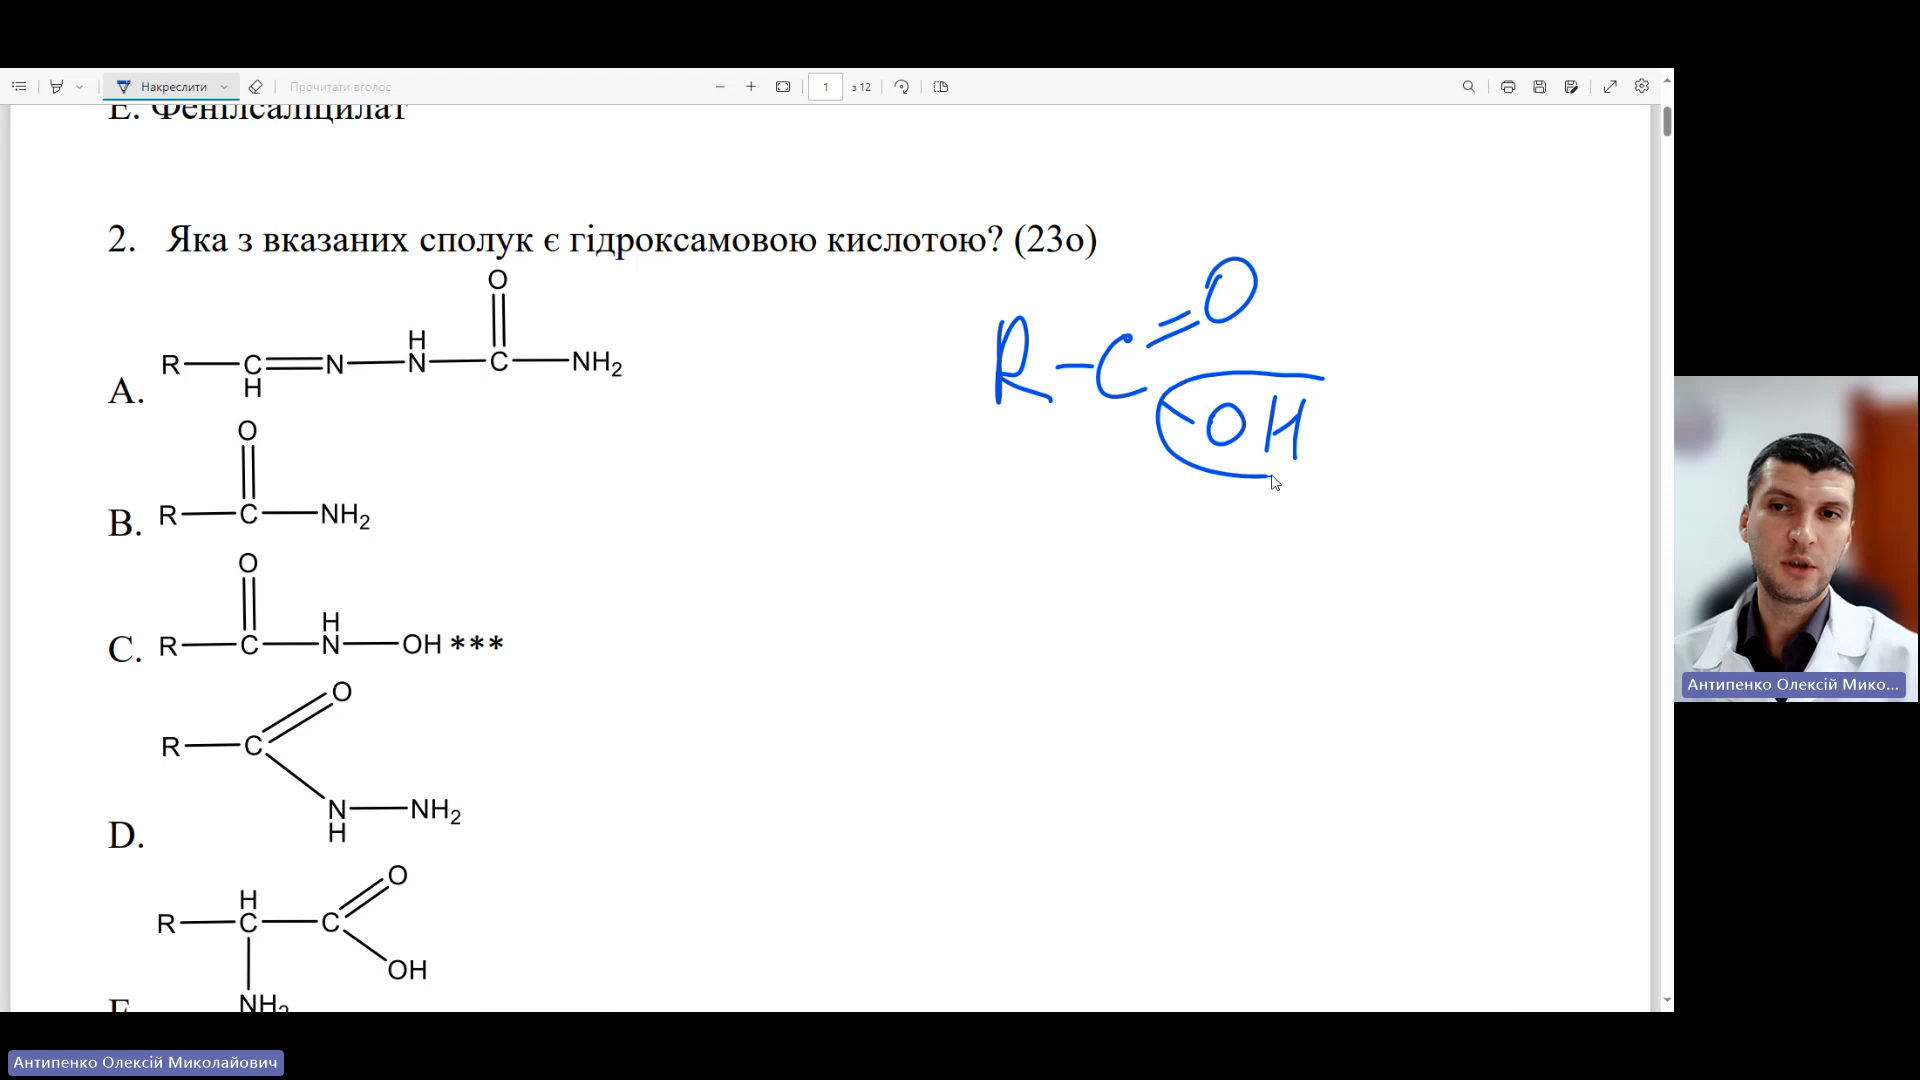 Накреслити
Прочитати вголос
1
з 12
E. Фенілсаліцилат
2. Яка з вказаних сполук є гідроксамовою кислотою? (23о)
O
H
R C N N C NH2
H
A.
O
R C NH2
B.
O
H
C. R C N OH ***
O
R C
N NH2
H
D.
O
H
R C C
OH
NH2
E
R-C=O
-OH
Антипенко Олексій Мико...
Антипенко Олексій Миколайович